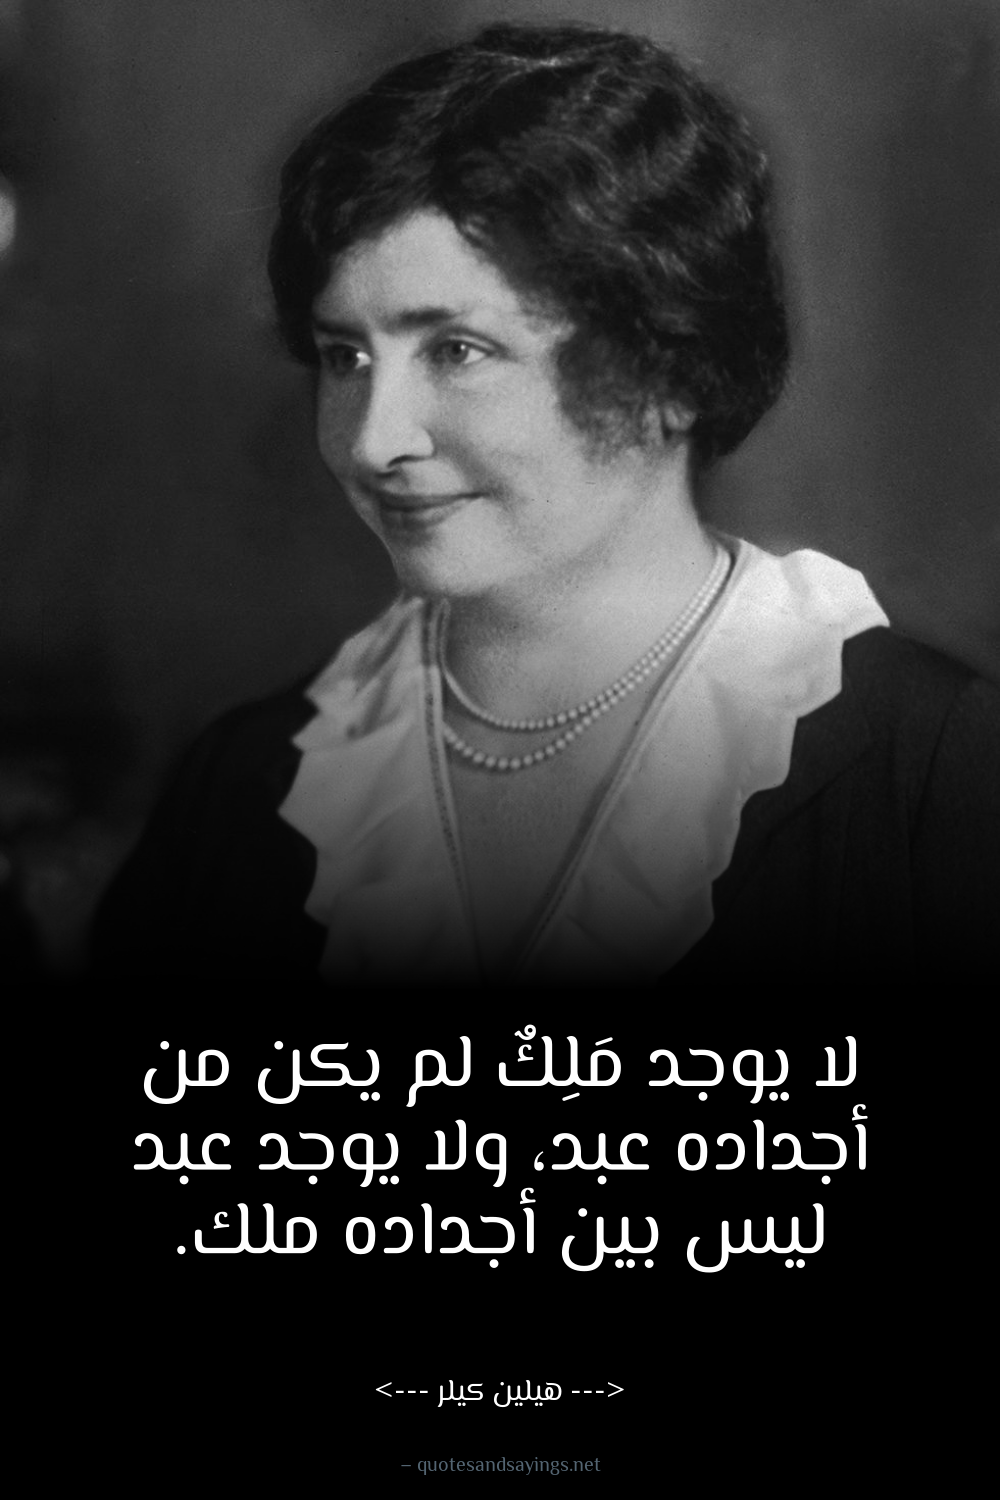 لا يوجد مَلِكٌ لم يكن من
أجداده عبد، ولا يوجد عبد
ليس بين أجداده ملك.
<--- هيلين كيلر --->
– quotesandsayings.net